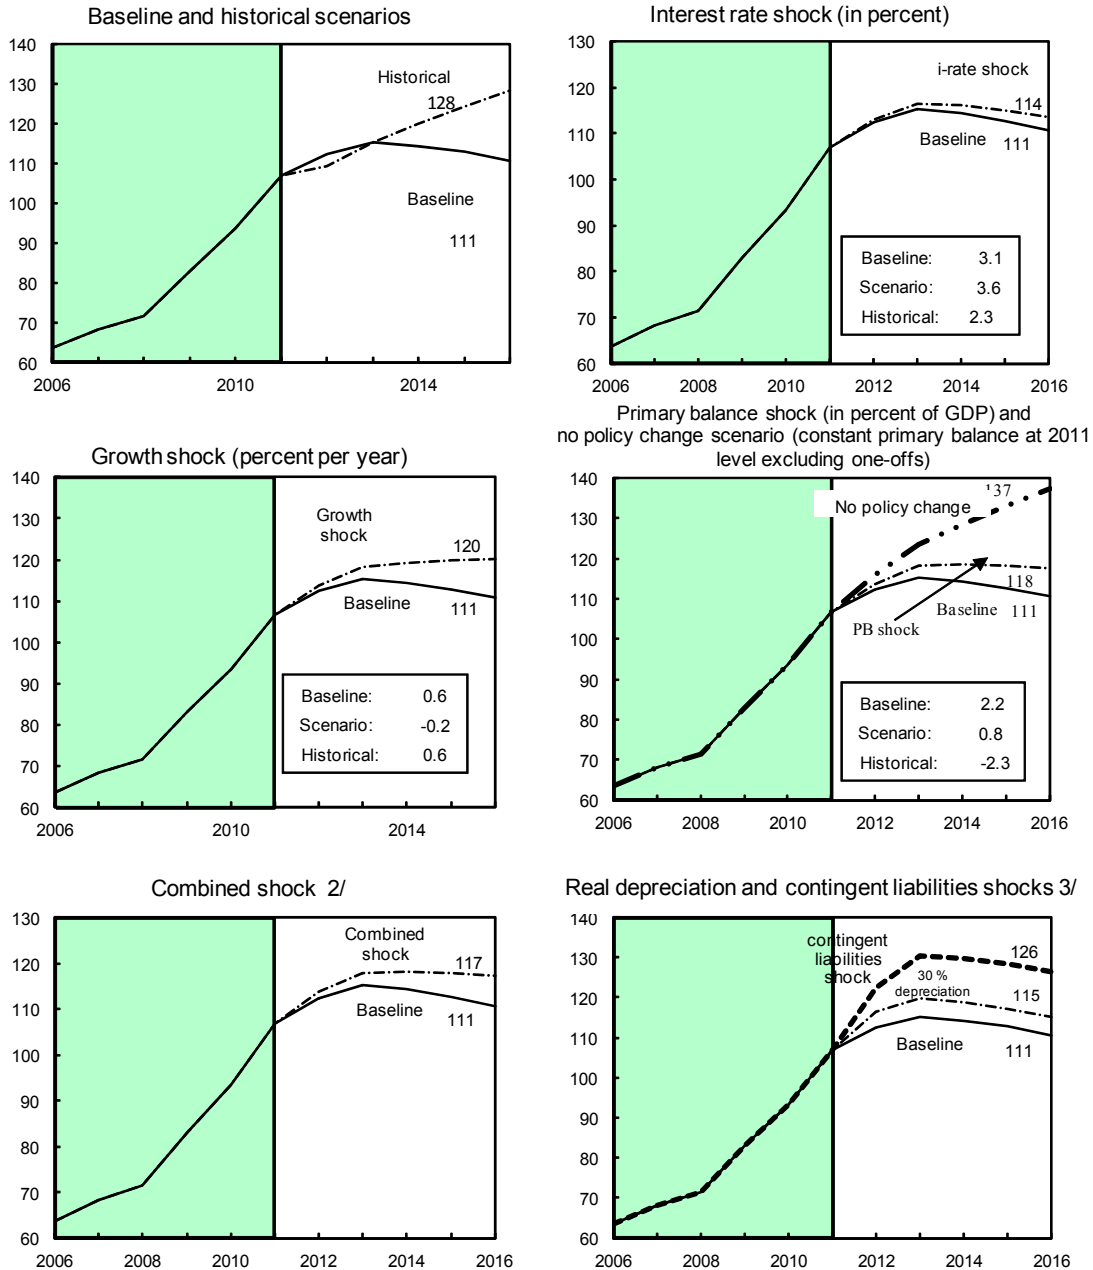 Baseline and historical scenarios
140
130
120
110
100
90
80
70
60
2006
2010
2014
Historical
128
Baseline
111
Interest rate shock (in percent)
130
120
110
100
90
80
70
60
2006
2008
2010
2012
2014
2016
i-rate shock
114
Baseline
111
Baseline: 3.1
Scenario: 3.6
Historical: 2.3
Growth shock (percent per year)
140
130
120
110
100
90
80
70
60
2006
2010
2014
Growth
shock
120
Baseline
111
Baseline: 0.6
Scenario: -0.2
Historical: 0.6
Primary balance shock (in percent of GDP) and
no policy change scenario (constant primary balance at 2011
level excluding one-offs)
140
130
120
110
100
90
80
70
60
2006
2008
2010
2012
2014
2016
137
No policy change
118
Baseline 111
PB shock
Baseline: 2.2
Scenario: 0.8
Historical: -2.3
Combined shock 2/
130
120
110
100
90
80
70
60
2006
2008
2010
2012
2014
2016
Combined
shock
117
Baseline
111
Real depreciation and contingent liabilities shocks 3/
140
130
120
110
100
90
80
70
60
2006
2008
2010
2012
2014
2016
contingent
liabilities
shock
126
30 %
depreciation
115
Baseline
111